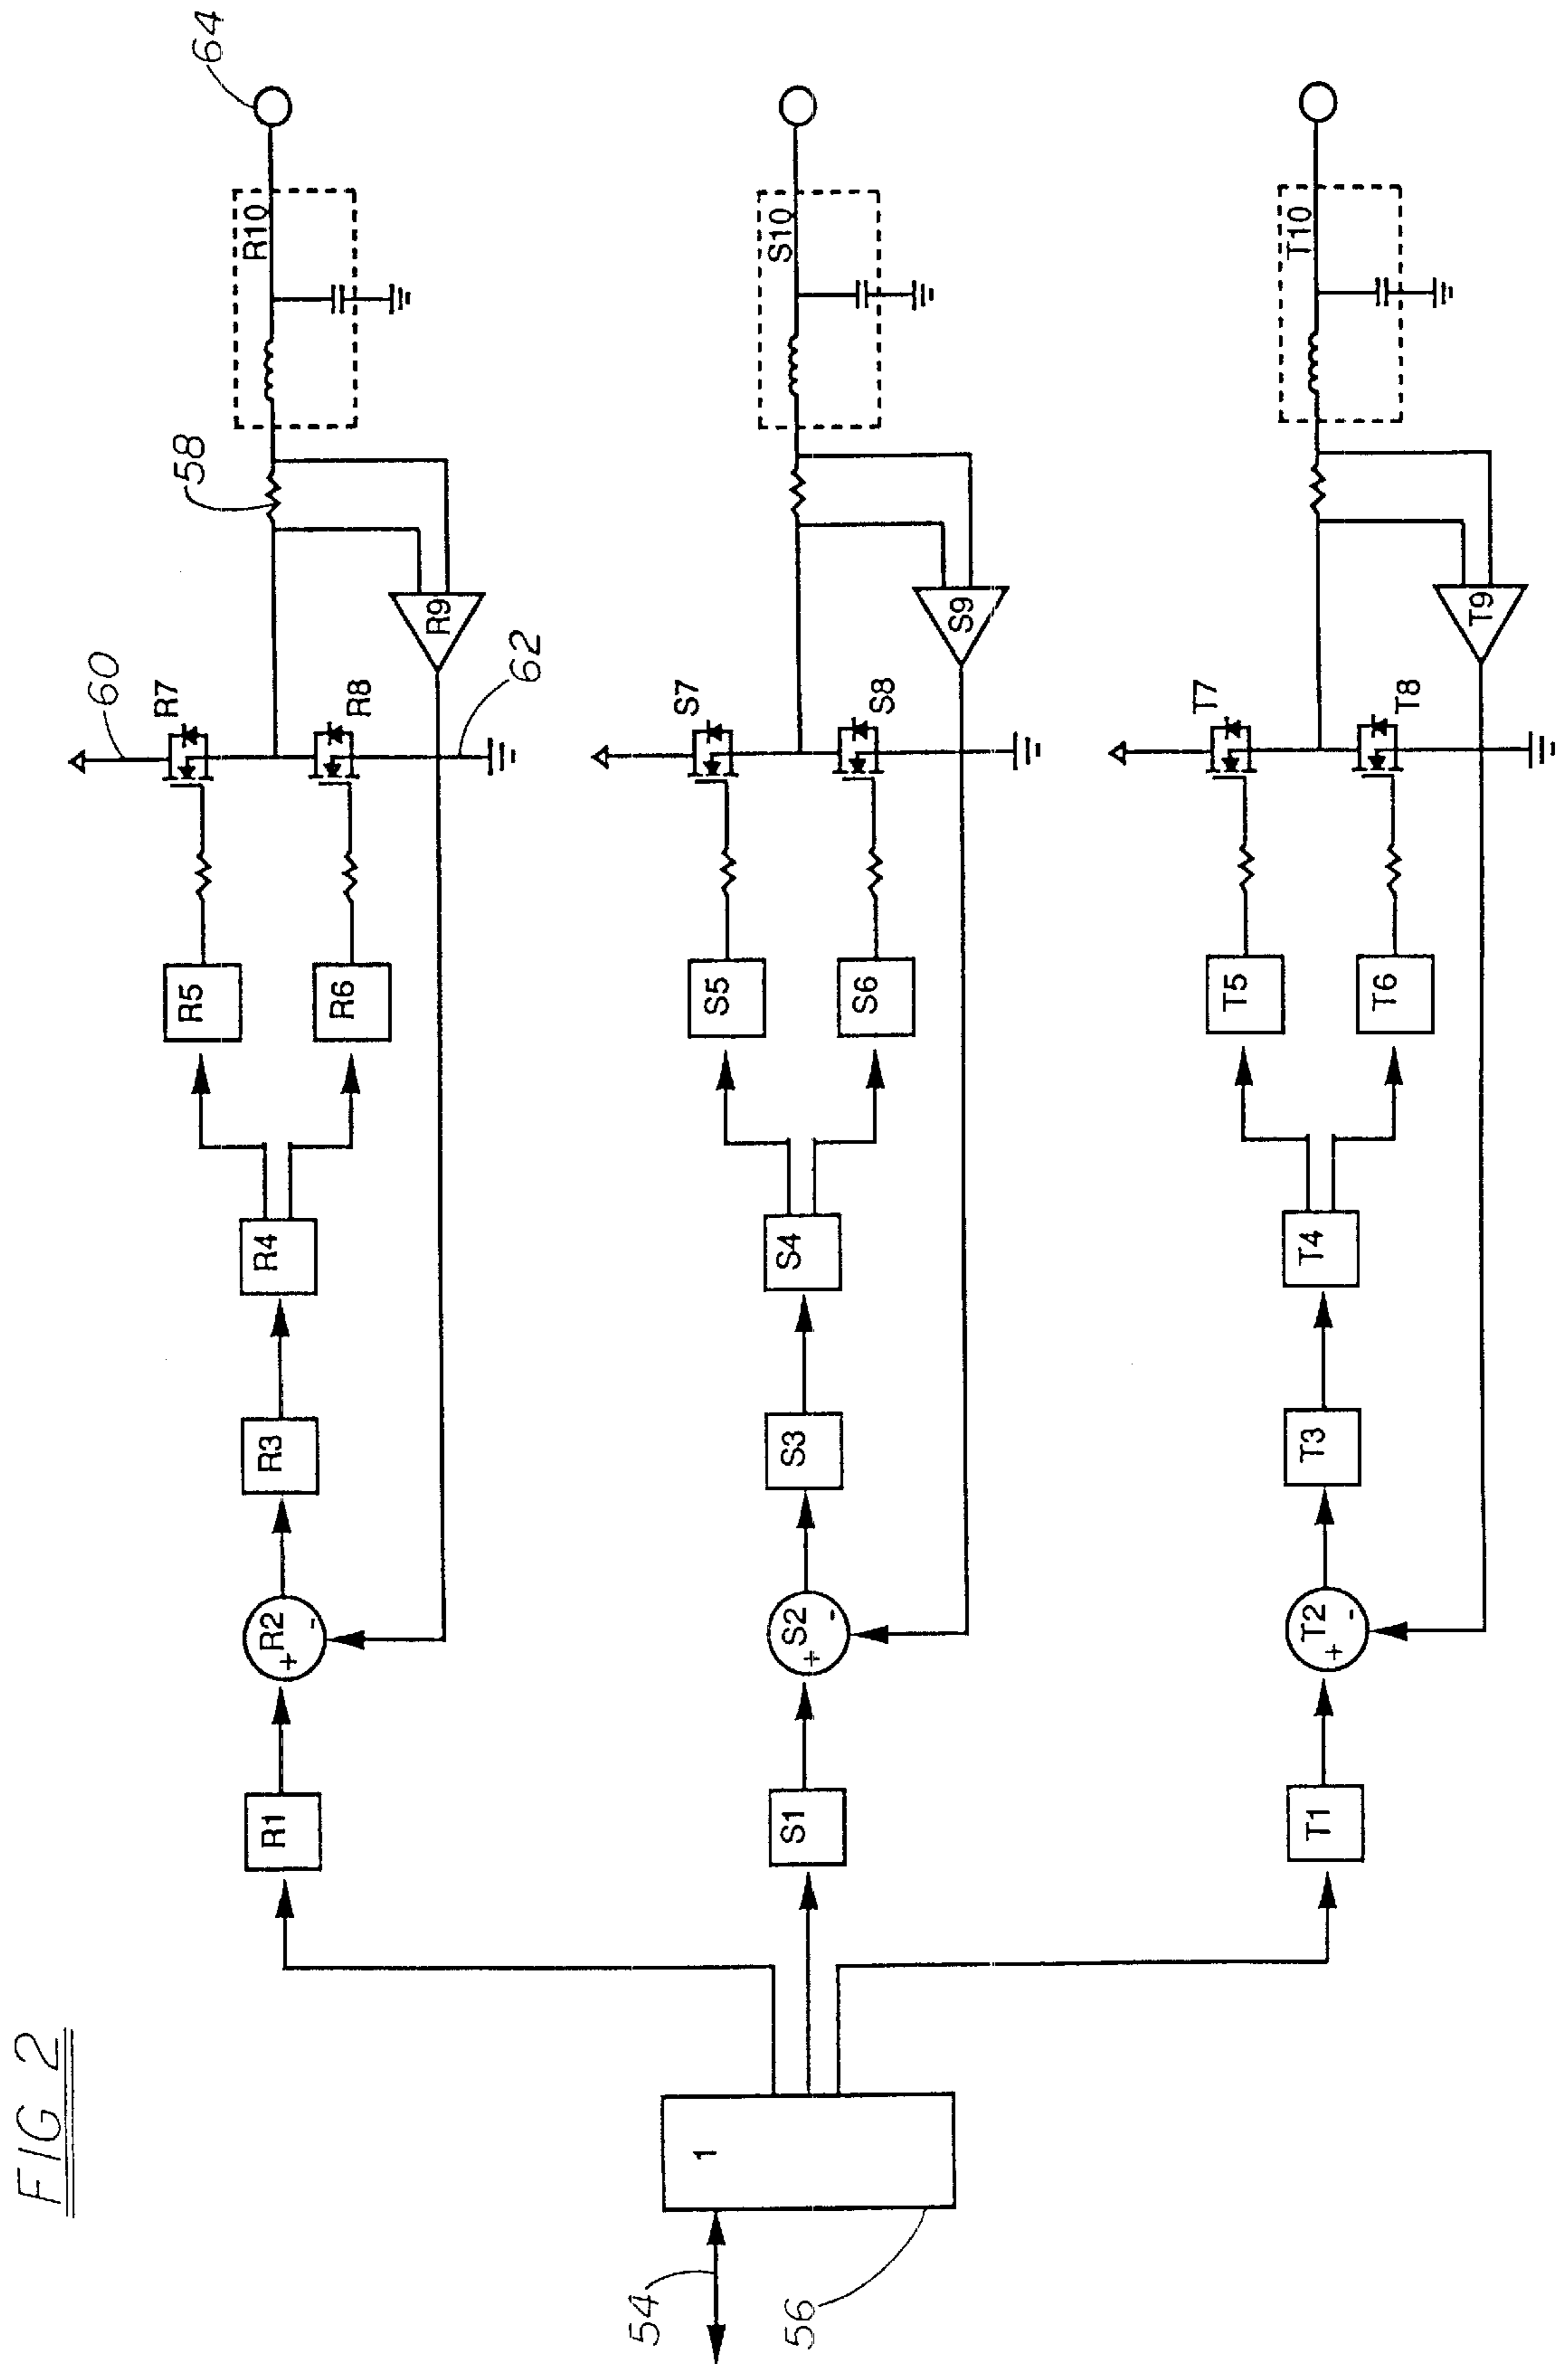 FIG 2
54
56
1
R1
R2
+
-
R3
R4
R5
R6
R7
R8
R9
R10
58
60
62
64
S1
S2
+
-
S3
S4
S5
S6
S7
S8
S9
S10
T1
T2
+
-
T3
T4
T5
T6
T7
T8
T9
T10